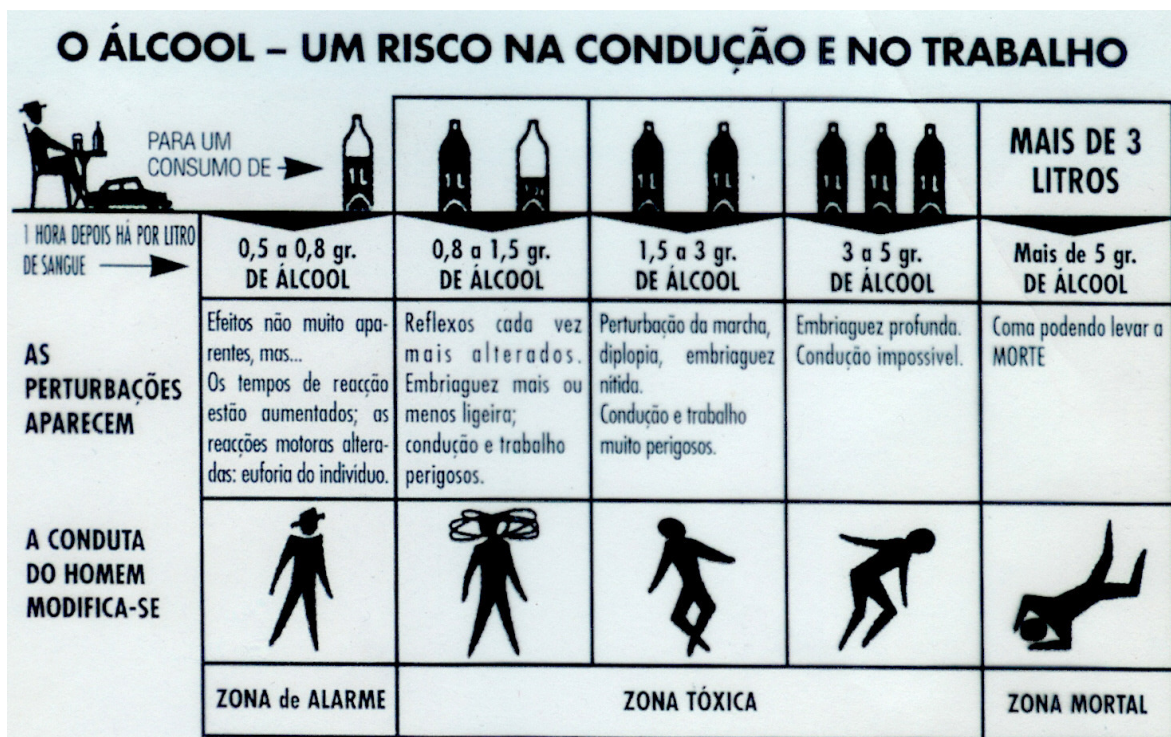 O ÁLCOOL – UM RISCO NA CONDUÇÃO E NO TRABALHO
PARA UM
CONSUMO DE
1L
1L
1L
1L
1L
1L
1L
MAIS DE 3
LITROS
1 HORA DEPOIS HÁ POR LITRO
DE SANGUE
0,5 a 0,8 gr.
DE ÁLCOOL
0,8 a 1,5 gr.
DE ÁLCOOL
1,5 a 3 gr.
DE ÁLCOOL
3 a 5 gr.
DE ÁLCOOL
Mais de 5 gr.
DE ÁLCOOL
AS
PERTURBAÇÕES
APARECEM
Efeitos não muito apa-
rentes, mas...
Os tempos de reacção
estão aumentados; as
reacções motoras altera-
das: euforia do indivíduo.
Reflexos cada vez
mais alterados.
Embriaguez mais ou
menos ligeira;
condução e trabalho
perigosos.
Perturbação da marcha,
diplopia, embriaguez
nítida.
Condução e trabalho
muito perigosos.
Embriaguez profunda.
Condução impossivel.
Coma podendo levar a
MORTE
A CONDUTA
DO HOMEM
MODIFICA-SE
ZONA de ALARME
ZONA TÓXICA
ZONA MORTAL